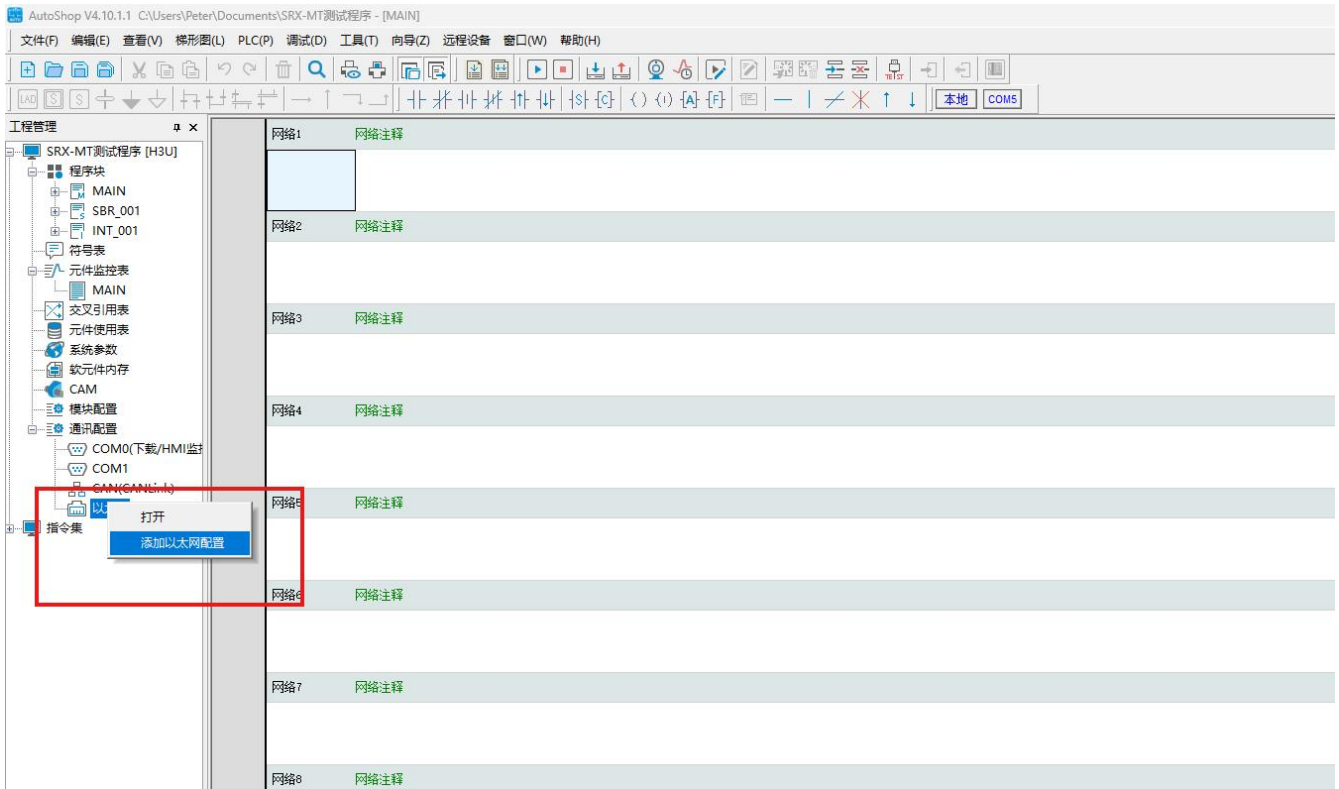 AutoShop V4.10.1.1 C:\Users\Peter\Documents\SRX-MT测试程序 - [MAIN]
文件(F) 编辑(E) 查看(V) 梯形图(L) PLC(P) 调试(D) 工具(T) 向导(Z) 远程设备 窗口(W) 帮助(H)
TEST
LAD S S S C ( ) ( I ) A F 本地 COM5
工程管理
SRX-MT测试程序 [H3U]
程序块
MAIN
SBR_001
INT_001
符号表
元件监控表
MAIN
交叉引用表
元件使用表
系统参数
软元件内存
CAM
模块配置
通讯配置
COM0(下载/HMI监
COM1
CAN(CANLink)
以
打开
添加以太网配置
指令集
网络1 网络注释
网络2 网络注释
网络3 网络注释
网络4 网络注释
网络5 网络注释
网络6 网络注释
网络7 网络注释
网络8 网络注释